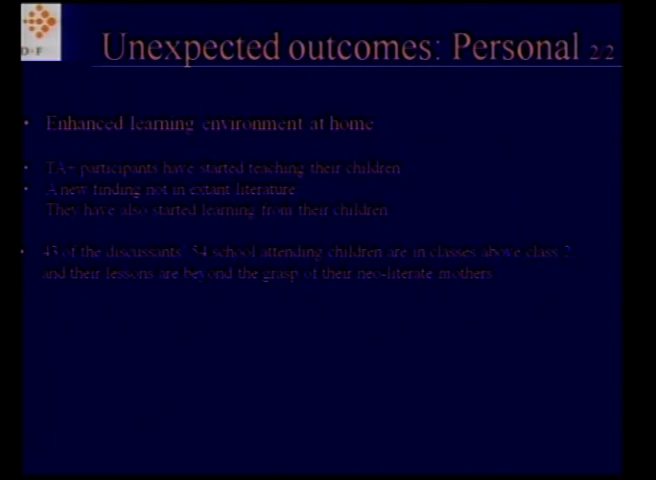 Unexpected outcomes: Personal 2/2
• Enhanced learning environment at home
• TA+ participants have started teaching their children
• A new finding not in extant literature
They have also started learning from their children
• 43 of the discussants' 54 school attending children are in classes above class 2,
and their lessons are beyond the grasp of their neo-literate mothers